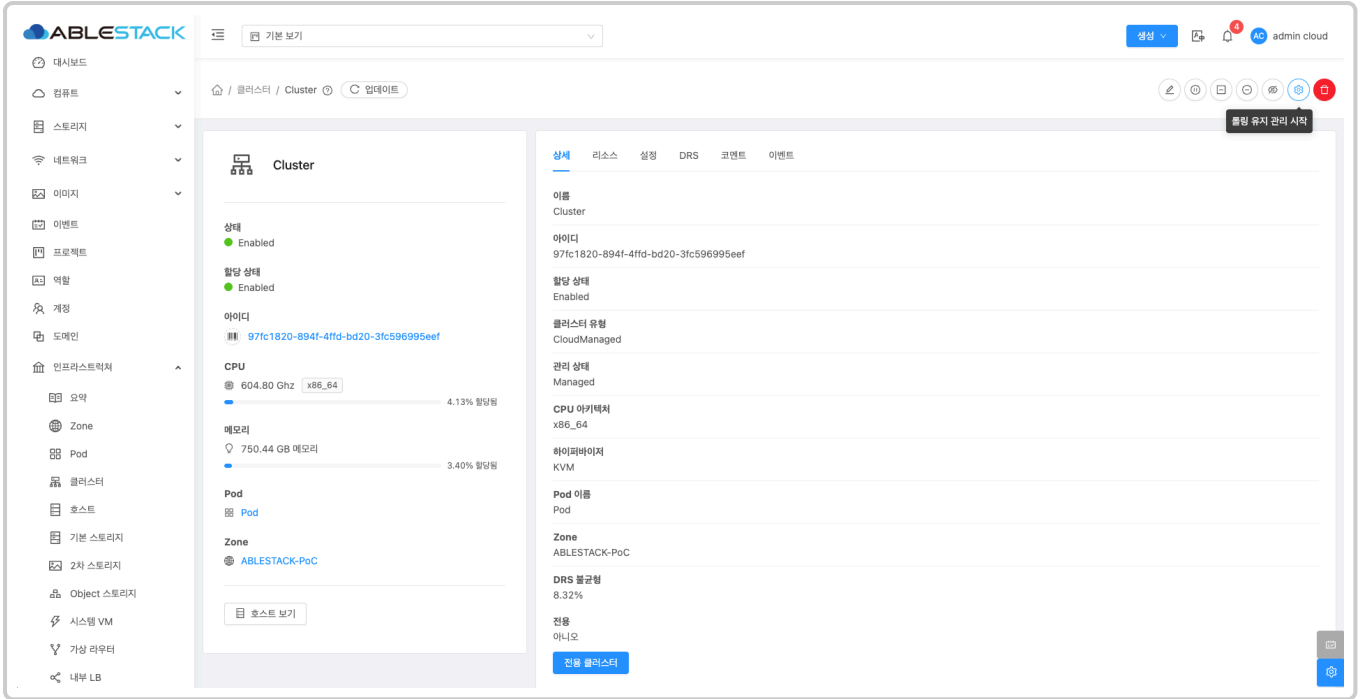 ABLESTACK
기본 보기
생성
4
AC
admin cloud
대시보드
컴퓨트
스토리지
네트워크
이미지
이벤트
프로젝트
역할
계정
도메인
인프라스트럭쳐
요약
Zone
Pod
클러스터
호스트
기본 스토리지
2차 스토리지
Object 스토리지
시스템 VM
가상 라우터
내부 LB
/ 클러스터 / Cluster
업데이트
롤링 유지 관리 시작
Cluster
상태
Enabled
할당 상태
Enabled
아이디
97fc1820-894f-4ffd-bd20-3fc596995eef
CPU
604.80 Ghz
x86_64
4.13% 할당됨
메모리
750.44 GB 메모리
3.40% 할당됨
Pod
Pod
Zone
ABLESTACK-PoC
호스트 보기
상세 리소스 설정 DRS 코멘트 이벤트
이름
Cluster
아이디
97fc1820-894f-4ffd-bd20-3fc596995eef
할당 상태
Enabled
클러스터 유형
CloudManaged
관리 상태
Managed
CPU 아키텍처
x86_64
하이퍼바이저
KVM
Pod 이름
Pod
Zone
ABLESTACK-PoC
DRS 불균형
8.32%
전용
아니오
전용 클러스터